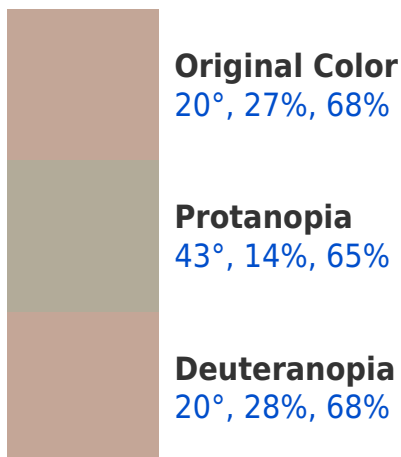 Original Color
20°, 27%, 68%
Protanopia
43°, 14%, 65%
Deuteranopia
20°, 28%, 68%